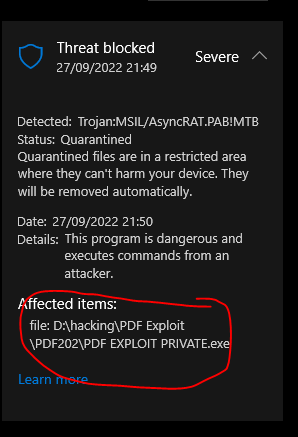 Threat blocked
27/09/2022 21:49
Severe
Detected: Trojan:MSIL/AsyncRAT.PAB!MTB
Status: Quarantined
Quarantined files are in a restricted area
where they can't harm your device. They
will be removed automatically.
Date: 27/09/2022 21:50
Details: This program is dangerous and
executes commands from an
attacker.
Affected items:
file: D:\hacking\PDF Exploit
\PDF202\PDF EXPLOIT PRIVATE.exe
Learn more